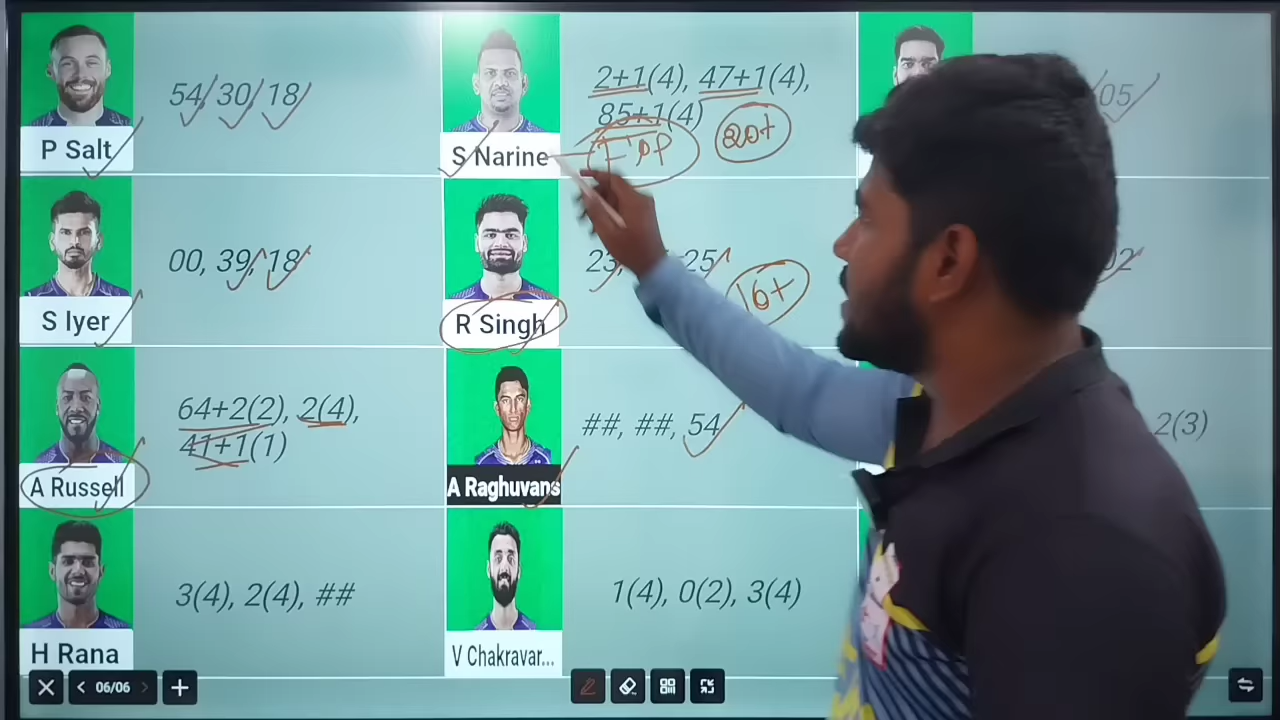 54, 30, 18
P Salt
2+1(4), 47+1(4),
85+1(4)
20+
S Narine
05
00, 39, 18
S Iyer
23, 25
16+
R Singh
02
64+2(2), 2(4),
41+1(1)
A Russell
##, ##, 54
A Raghuvans
2(3)
3(4), 2(4), ##
H Rana
1(4), 0(2), 3(4)
V Chakravar...
06/06